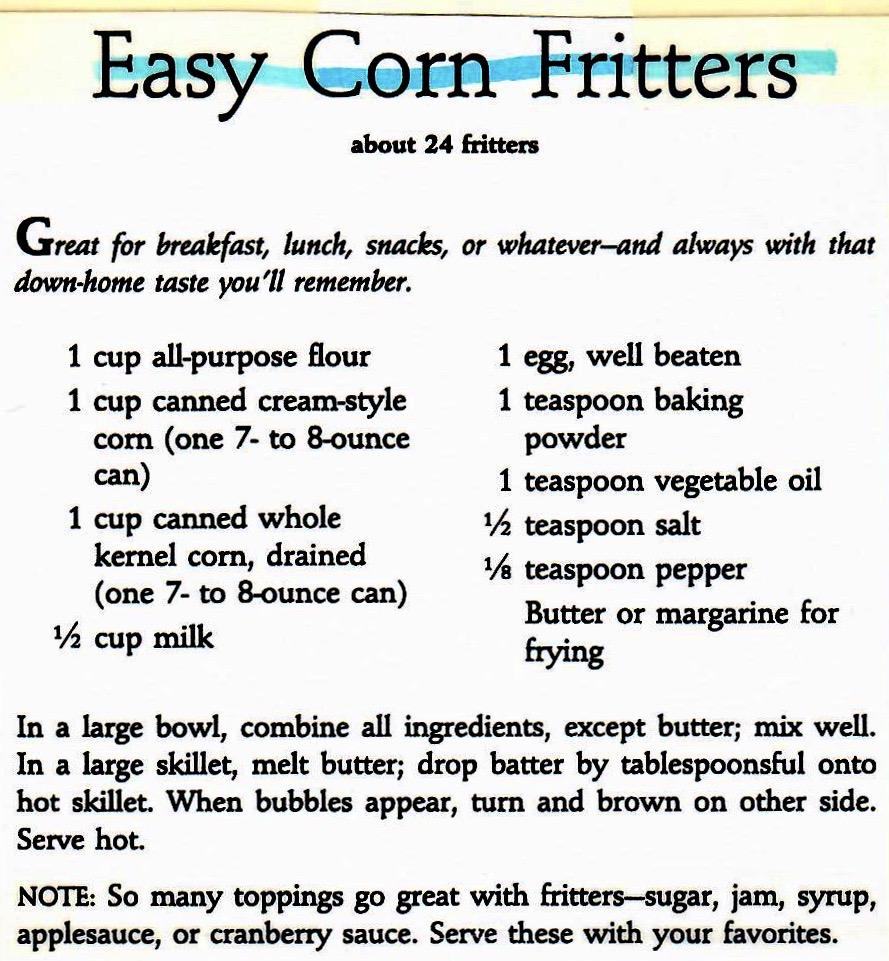 Easy Corn Fritters
about 24 fritters
Great for breakfast, lunch, snacks, or whatever—and always with that
down-home taste you'll remember.
1 cup all-purpose flour
1 cup canned cream-style
corn (one 7- to 8-ounce
can)
1 cup canned whole
kernel corn, drained
(one 7- to 8-ounce can)
½ cup milk
1 egg, well beaten
1 teaspoon baking
powder
1 teaspoon vegetable oil
½ teaspoon salt
⅛ teaspoon pepper
Butter or margarine for
frying
In a large bowl, combine all ingredients, except butter; mix well.
In a large skillet, melt butter; drop batter by tablespoonsful onto
hot skillet. When bubbles appear, turn and brown on other side.
Serve hot.
NOTE: So many toppings go great with fritters—sugar, jam, syrup,
applesauce, or cranberry sauce. Serve these with your favorites.